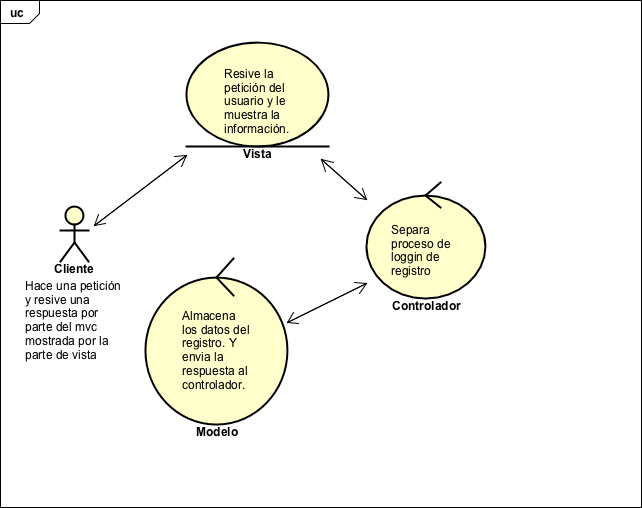 uc
Resive la
petición del
usuario y le
muestra la
información.
Vista
Cliente
Hace una petición
y resive una
respuesta por
parte del mvc
mostrada por la
parte de vista
Separa
proceso de
loggin de
registro
Controlador
Almacena
los datos del
registro. Y
envia la
respuesta al
controlador.
Modelo